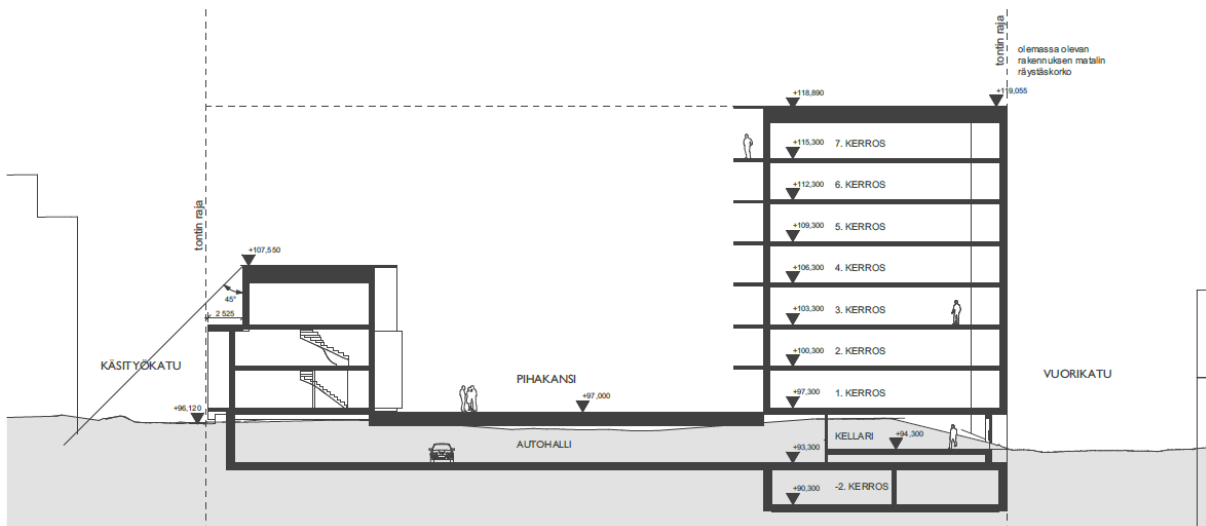 tontin raja
olemassa olevan
rakennuksen matalin
räystäskorko
+118,890
+119,055
+115,300 7. KERROS
+112,300 6. KERROS
tontin raja
+109,300 5. KERROS
+107,550
+106,300 4. KERROS
45°
2 525
+103,300 3. KERROS
+100,300 2. KERROS
KÄSITYÖKATU
PIHAKANSI
VUORIKATU
+97,300 1. KERROS
+97,000
+96,120
AUTOHALLI
KELLARI
+94,300
+93,300
+90,300 -2. KERROS